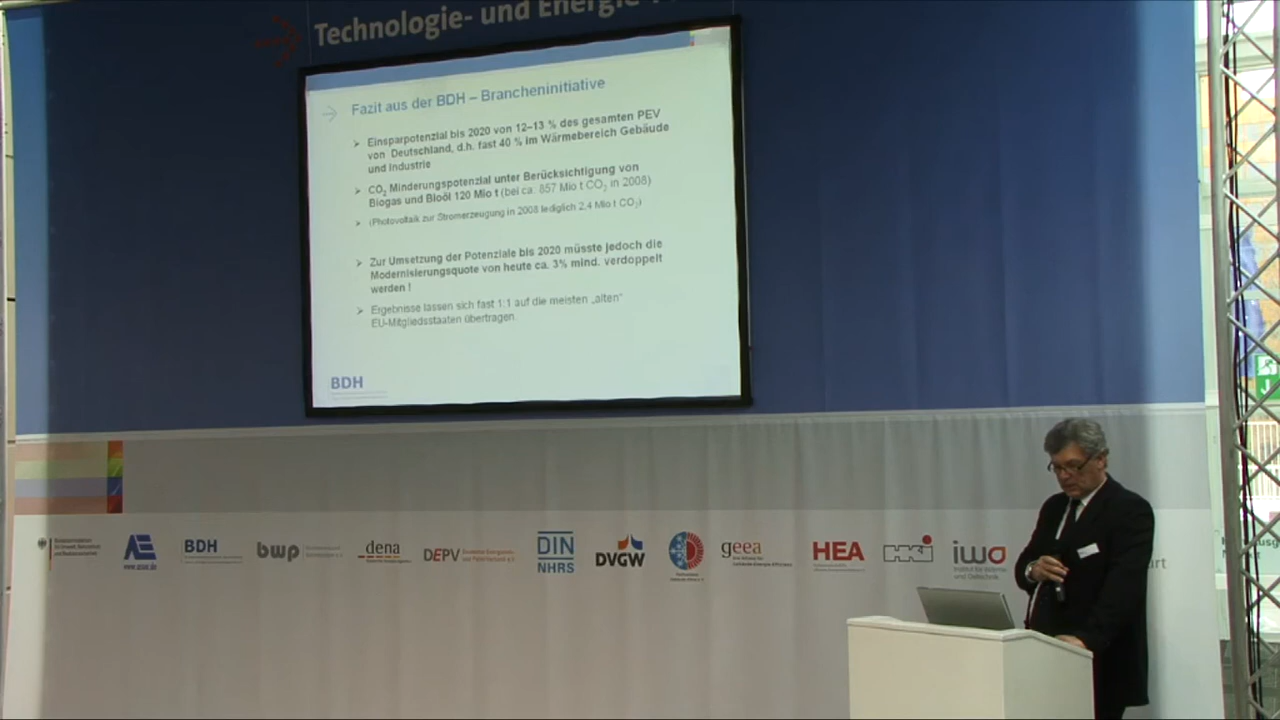 Technologie- und Energie-
Fazit aus der BDH – Brancheninitiative
Einsparpotenzial bis 2020 von 12–13 % des gesamten PEV
von Deutschland, d.h. fast 40 % im Wärmebereich Gebäude
und Industrie
CO2 Minderungspotenzial unter Berücksichtigung von
Biogas und Bioöl 120 Mio t (bei ca. 857 Mio t CO2 in 2008)
(Photovoltaik zur Stromerzeugung in 2008 lediglich 2,4 Mio t CO2)
Zur Umsetzung der Potenziale bis 2020 müsste jedoch die
Modernisierungsquote von heute ca. 3% mind. verdoppelt
werden !
Ergebnisse lassen sich fast 1:1 auf die meisten „alten“
EU-Mitgliedsstaaten übertragen
BDH
BDH
bwp
dena
DEPV
DIN
NHRS
DVGW
geea
HEA
iwo